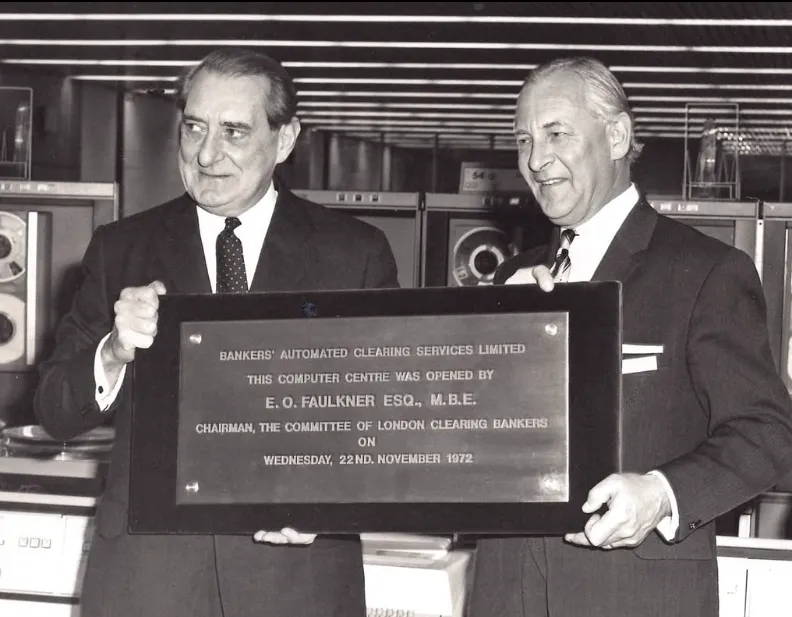 BANKERS' AUTOMATED CLEARING SERVICES LIMITED
THIS COMPUTER CENTRE WAS OPENED BY
E. O. FAULKNER ESQ., M.B.E.
CHAIRMAN, THE COMMITTEE OF LONDON CLEARING BANKERS
ON
WEDNESDAY, 22ND. NOVEMBER 1972